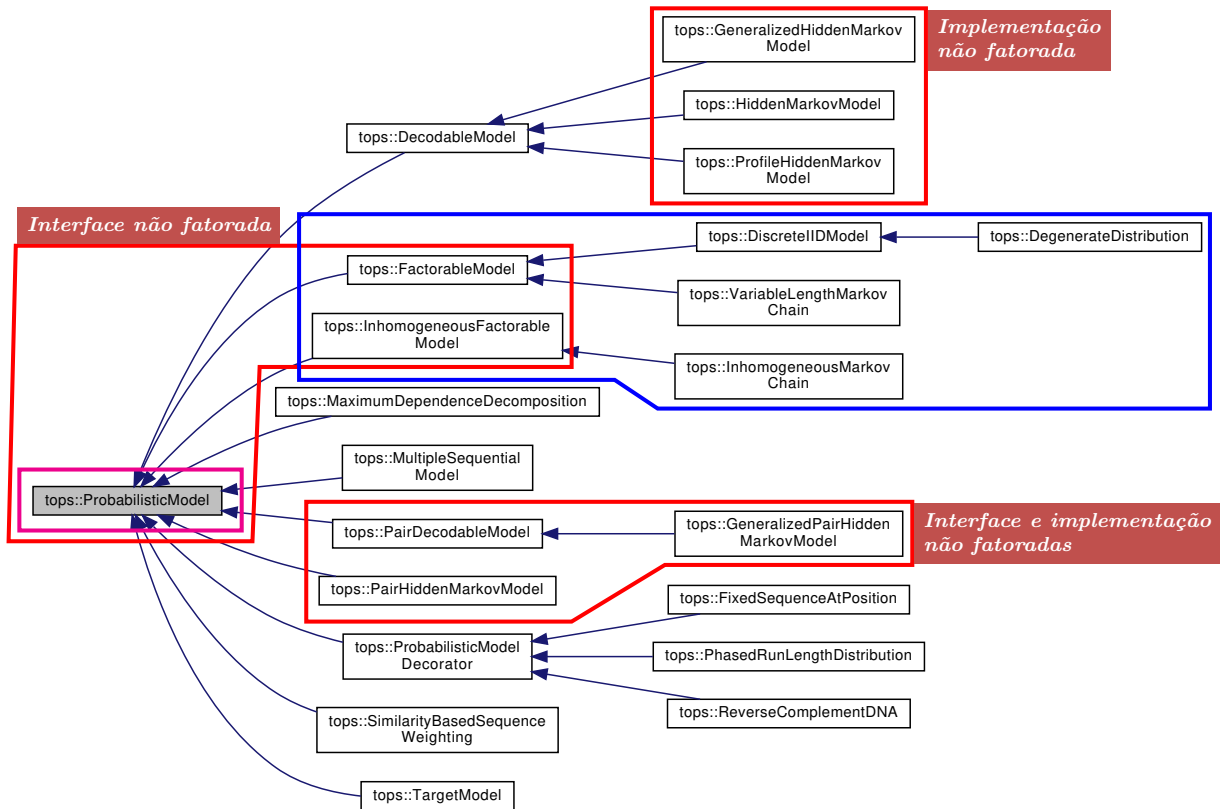 tops::GeneralizedHiddenMarkov
Model
Implementação
não fatorada
tops::HiddenMarkovModel
tops::DecodableModel
tops::ProfileHiddenMarkov
Model
Interface não fatorada
tops::DiscreteIIDModel
tops::DegenerateDistribution
tops::FactorableModel
tops::VariableLengthMarkov
Chain
tops::InhomogeneousFactorable
Model
tops::InhomogeneousMarkov
Chain
tops::MaximumDependenceDecomposition
tops::MultipleSequential
Model
tops::ProbabilisticModel
tops::PairDecodableModel
tops::GeneralizedPairHidden
MarkovModel
Interface e implementação
não fatoradas
tops::PairHiddenMarkovModel
tops::FixedSequenceAtPosition
tops::ProbabilisticModel
Decorator
tops::PhasedRunLengthDistribution
tops::ReverseComplementDNA
tops::SimilarityBasedSequence
Weighting
tops::TargetModel